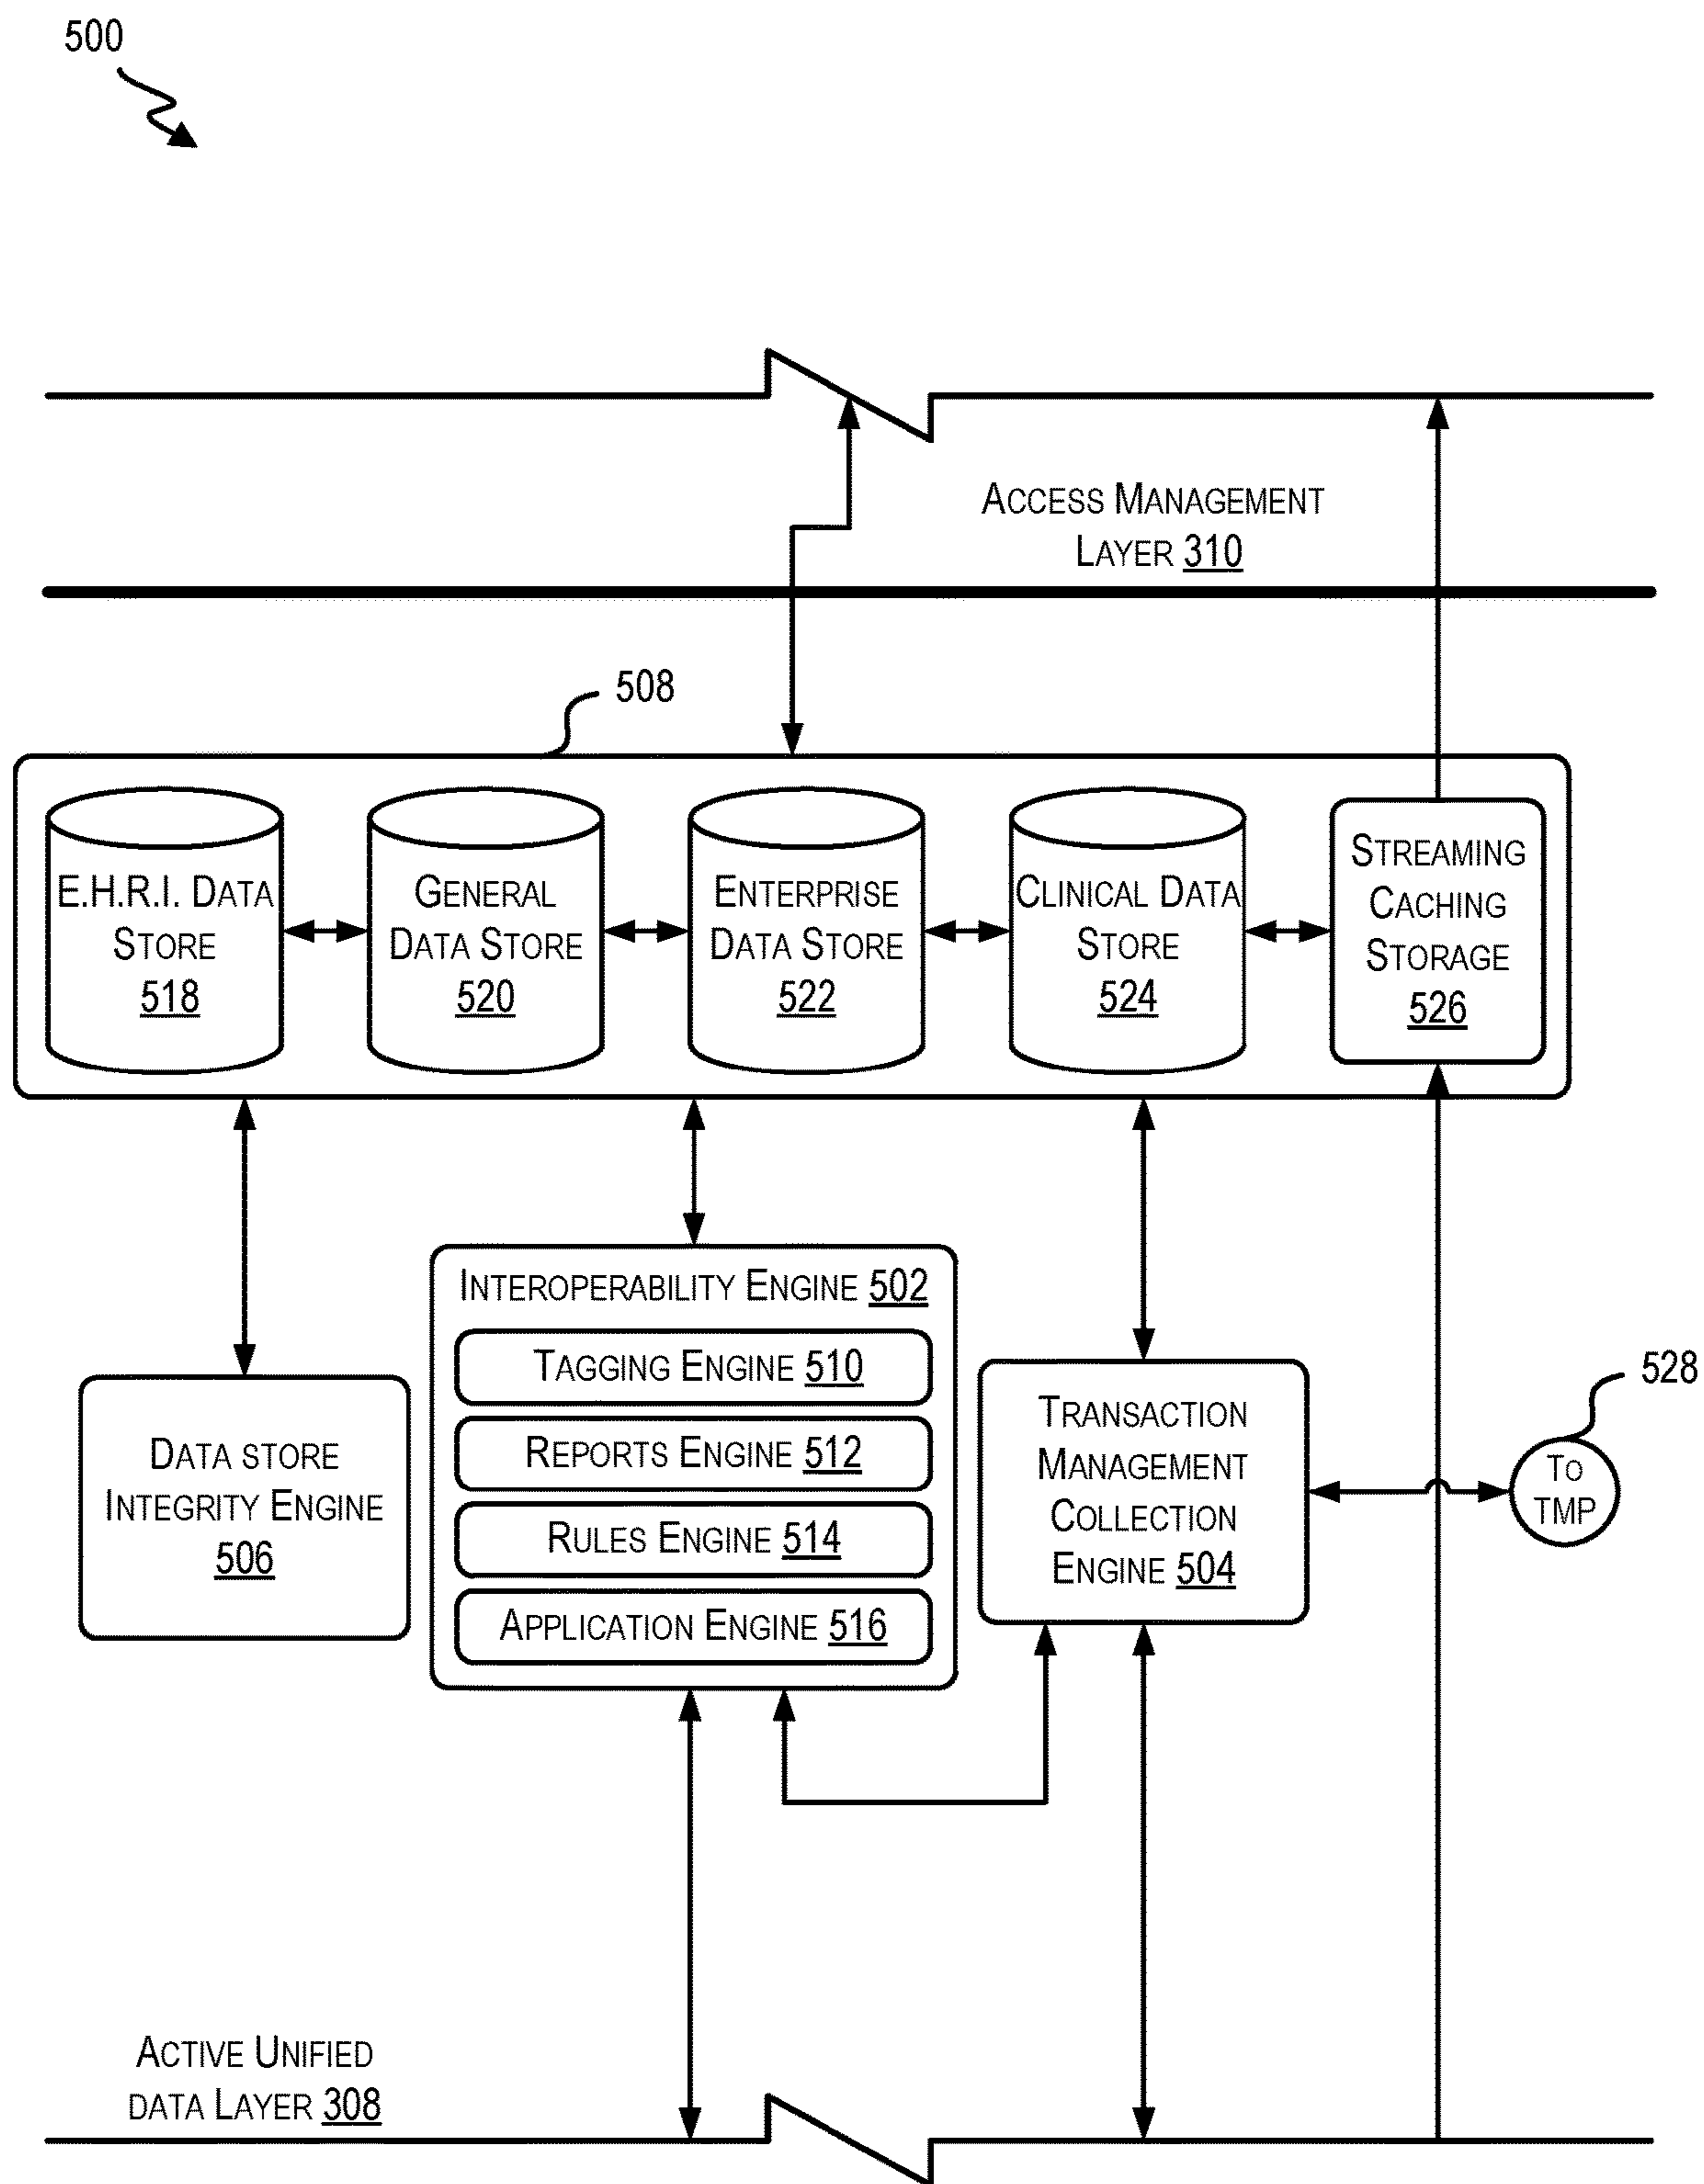 500
ACCESS MANAGEMENT
LAYER 310
508
E.H.R.I. DATA
STORE
518
GENERAL
DATA STORE
520
ENTERPRISE
DATA STORE
522
CLINICAL DATA
STORE
524
STREAMING
CACHING
STORAGE
526
DATA STORE
INTEGRITY ENGINE
506
INTEROPERABILITY ENGINE 502
TAGGING ENGINE 510
REPORTS ENGINE 512
RULES ENGINE 514
APPLICATION ENGINE 516
TRANSACTION
MANAGEMENT
COLLECTION
ENGINE 504
528
TO
TMP
ACTIVE UNIFIED
DATA LAYER 308